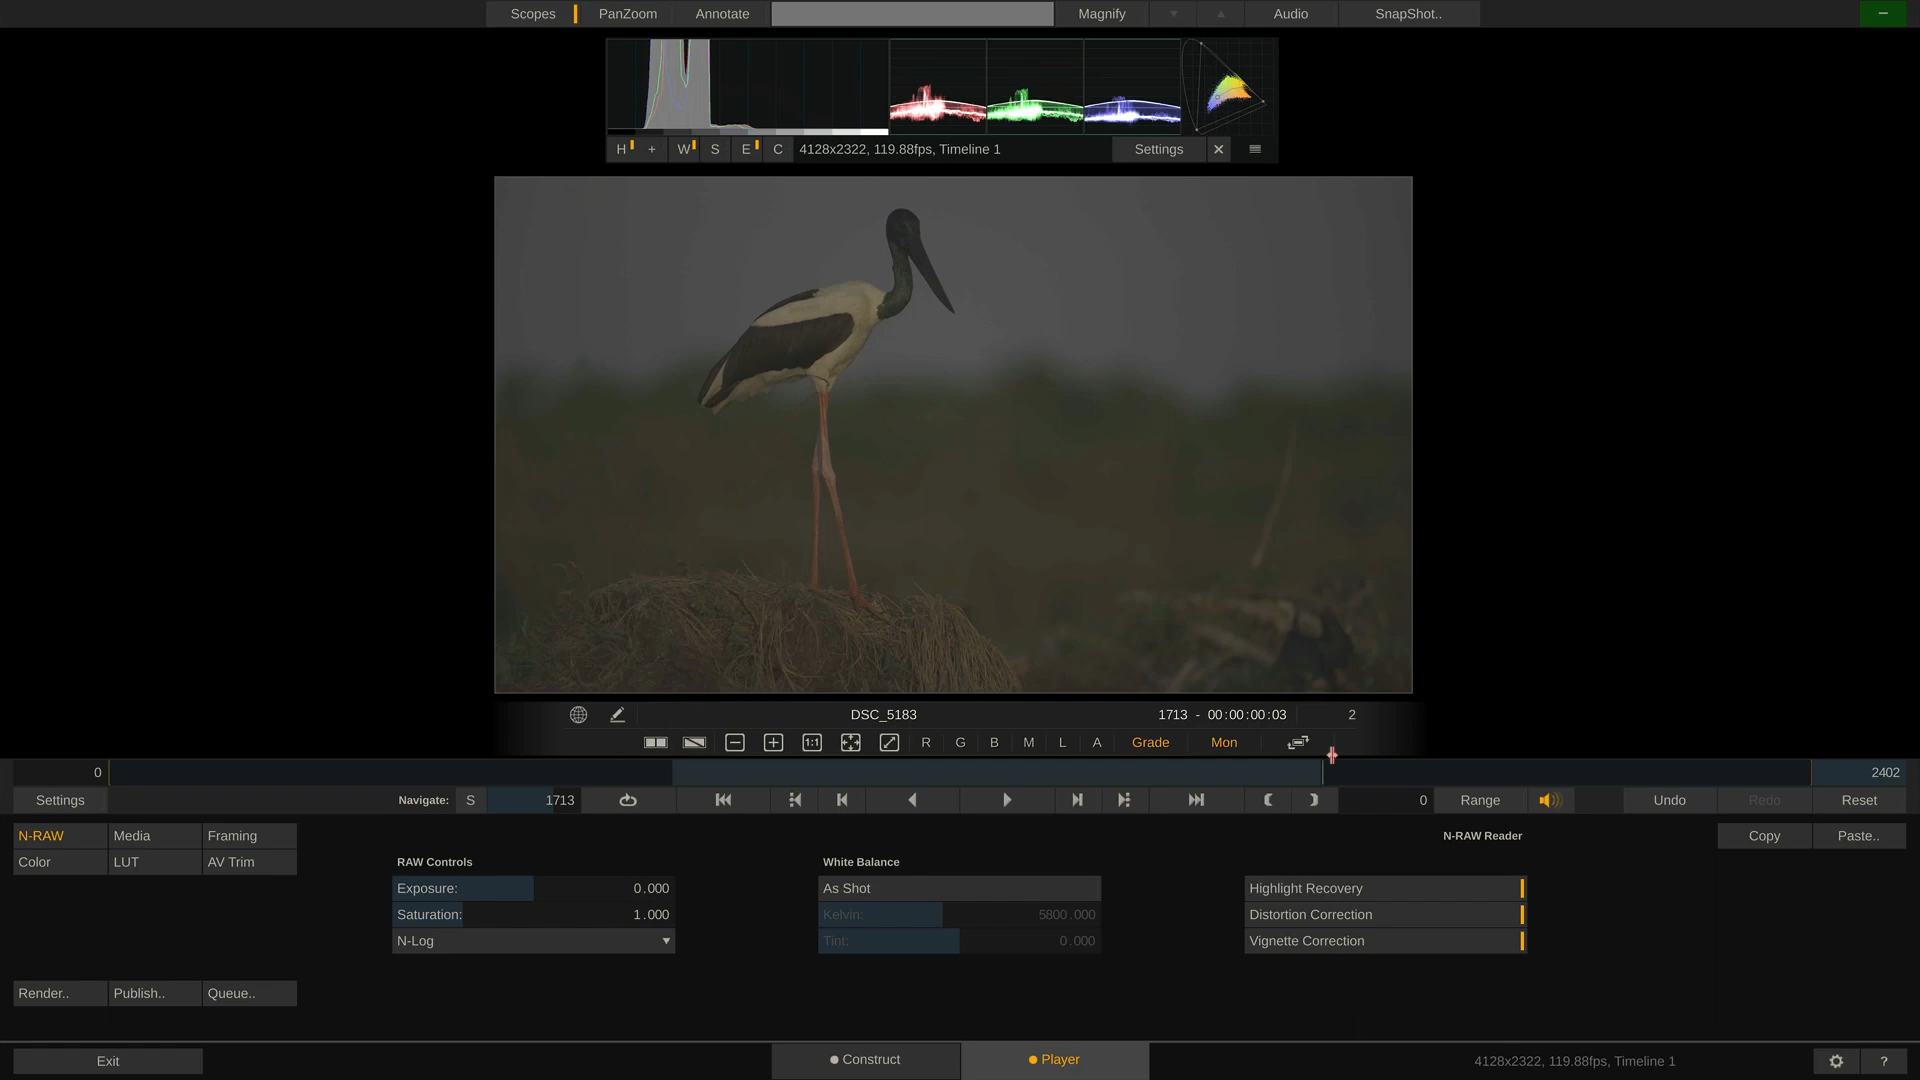 Scopes PanZoom Annotate Magnify Audio SnapShot..
H + W S E C 4128x2322, 119.88fps, Timeline 1 Settings
DSC_5183 1713 - 00:00:00:03 2
1:1 R G B M L A Grade Mon
0 2402
Settings Navigate: S 1713 0 Range Undo Redo Reset
N-RAW Media Framing N-RAW Reader Copy Paste..
Color LUT AV Trim RAW Controls White Balance
Exposure: 0.000 As Shot Highlight Recovery
Saturation: 1.000 Kelvin: 5800.000 Distortion Correction
N-Log Tint: 0.000 Vignette Correction
Render.. Publish.. Queue..
Exit Construct Player 4128x2322, 119.88fps, Timeline 1 ?